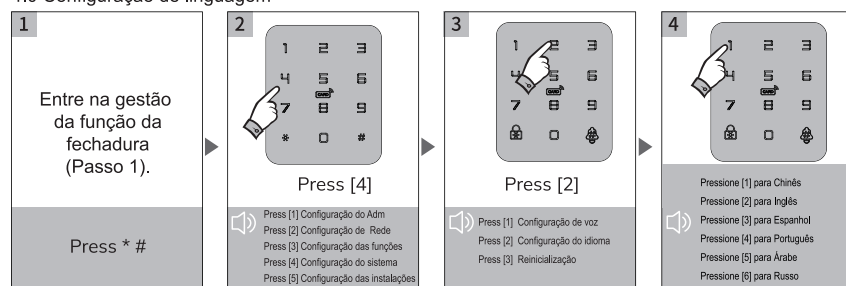 1
Entre na gestão
da função da
fechadura
(Passo 1).
Press * #
2
1 2 3
4 5 6
CARD
7 8 9
* 0 #
Press [4]
Press [1] Configuração do Adm
Press [2] Configuração de Rede
Press [3] Configuração das funções
Press [4] Configuração do sistema
Press [5] Configuração das instalações
3
1 2 3
4 5 6
CARD
7 8 9
0
Press [2]
Press [1] Configuração de voz
Press [2] Configuração do idioma
Press [3] Reinicialização
4
1 2 3
4 5 6
CARD
7 8 9
0
Pressione [1] para Chinês
Pressione [2] para Inglês
Pressione [3] para Espanhol
Pressione [4] para Português
Pressione [5] para Árabe
Pressione [6] para Russo